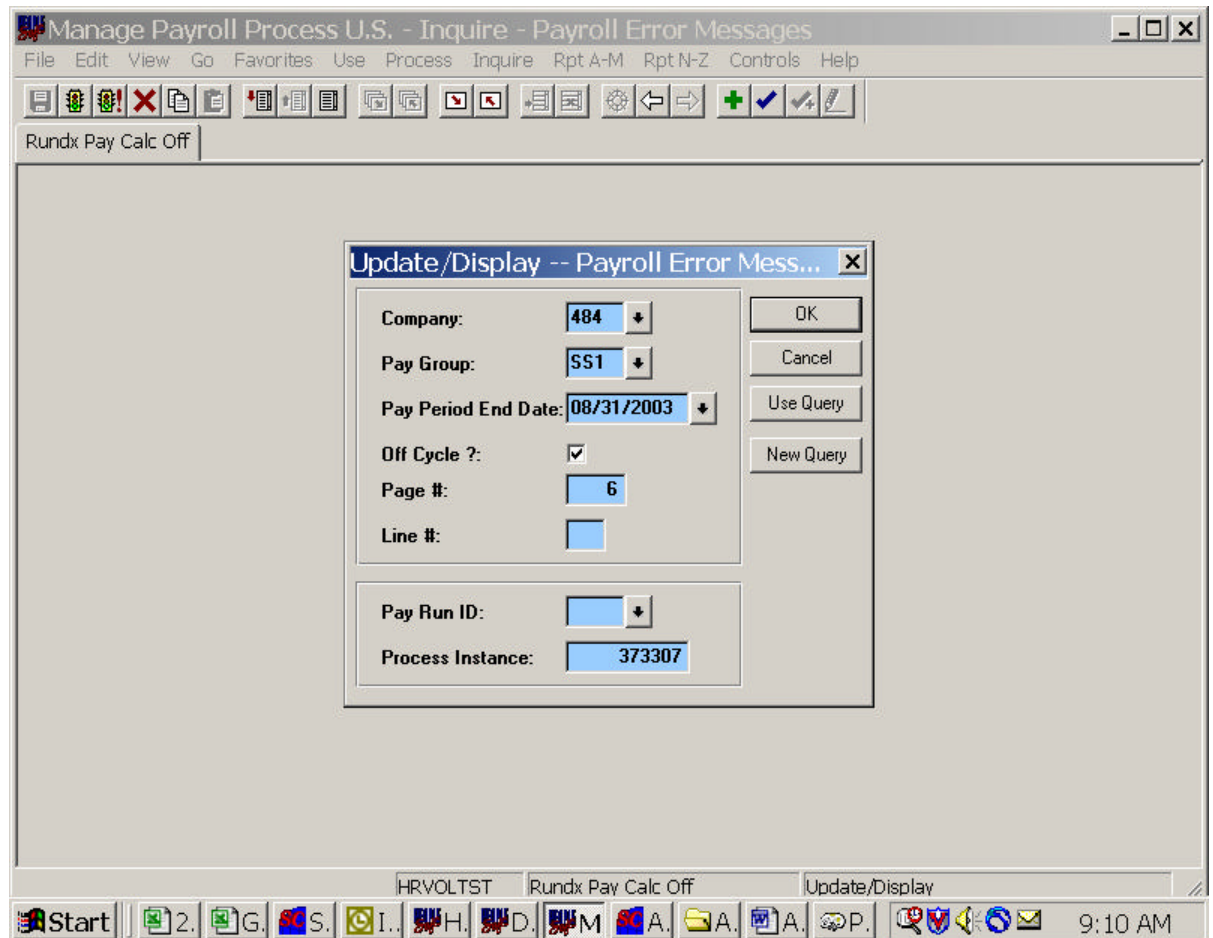 Manage Payroll Process U.S. - Inquire - Payroll Error Messages
File Edit View Go Favorites Use Process Inquire Rpt A-M Rpt N-Z Controls Help
Rundx Pay Calc Off
Update/Display -- Payroll Error Mess...
Company: 484
OK
Pay Group: SS1
Cancel
Pay Period End Date: 08/31/2003
Use Query
Off Cycle ?:
New Query
Page #: 6
Line #:
Pay Run ID:
Process Instance: 373307
HRVOLTST Rundx Pay Calc Off Update/Display
Start 2. G. S. I.. H. D. M A. A. A. P. 9:10 AM